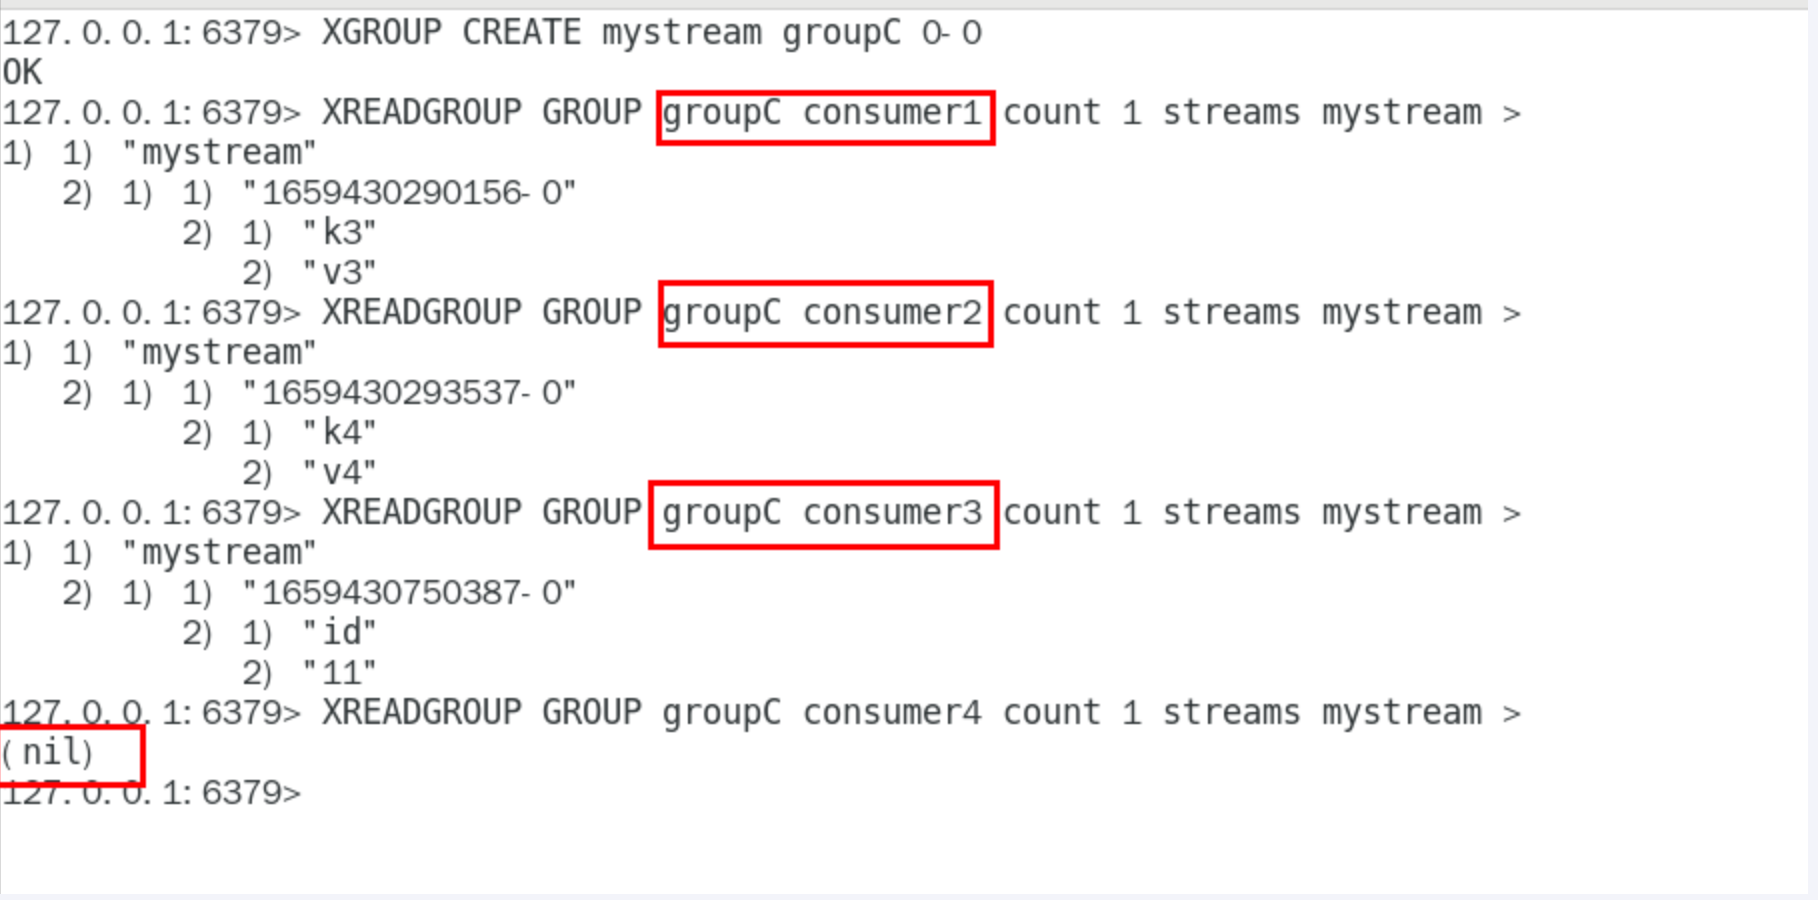 127.0.0.1:6379> XGROUP CREATE mystream groupC 0-0
OK
127.0.0.1:6379> XREADGROUP GROUP groupC consumer1 count 1 streams mystream >
1) 1) "mystream"
   2) 1) 1) "1659430290156-0"
         2) 1) "k3"
            2) "v3"
127.0.0.1:6379> XREADGROUP GROUP groupC consumer2 count 1 streams mystream >
1) 1) "mystream"
   2) 1) 1) "1659430293537-0"
         2) 1) "k4"
            2) "v4"
127.0.0.1:6379> XREADGROUP GROUP groupC consumer3 count 1 streams mystream >
1) 1) "mystream"
   2) 1) 1) "1659430750387-0"
         2) 1) "id"
            2) "11"
127.0.0.1:6379> XREADGROUP GROUP groupC consumer4 count 1 streams mystream >
(nil)
127.0.0.1:6379>